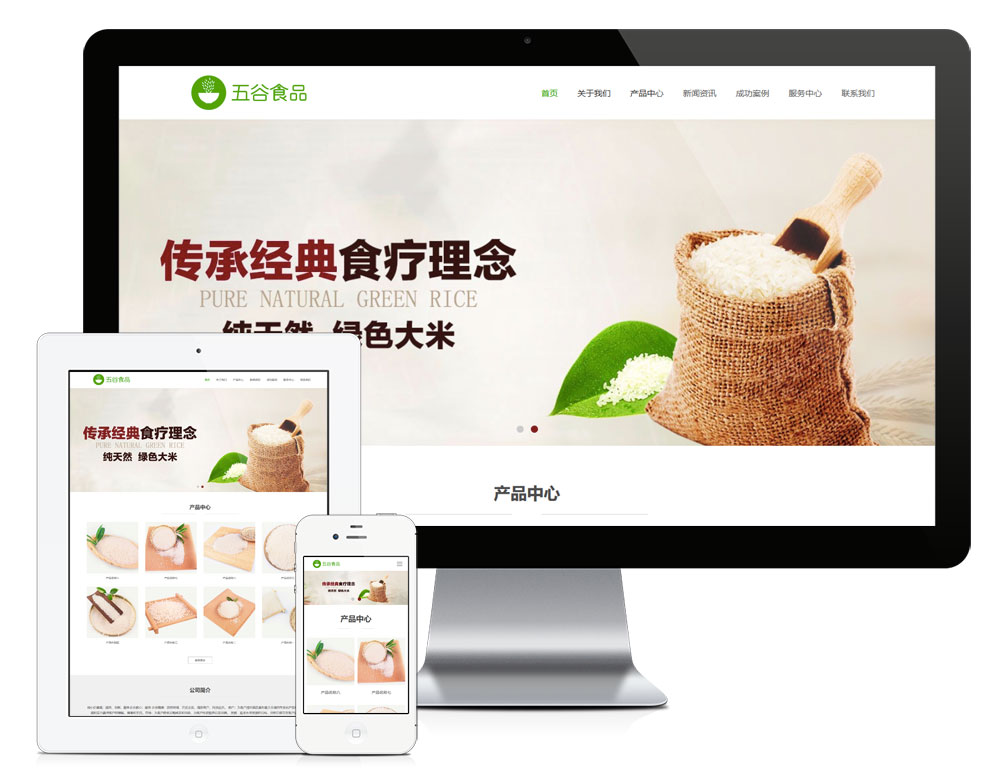 五谷食品
首页 关于我们 产品中心 新闻资讯 成功案例 服务中心 联系我们
传承经典食疗理念
PURE NATURAL GREEN RICE
纯天然 绿色大米
产品中心
五谷食品
传承经典食疗理念
PURE NATURAL GREEN RICE
纯天然 绿色大米
产品中心
公司简介
五谷食品
传承经典食疗理念
纯天然 绿色大米
产品中心